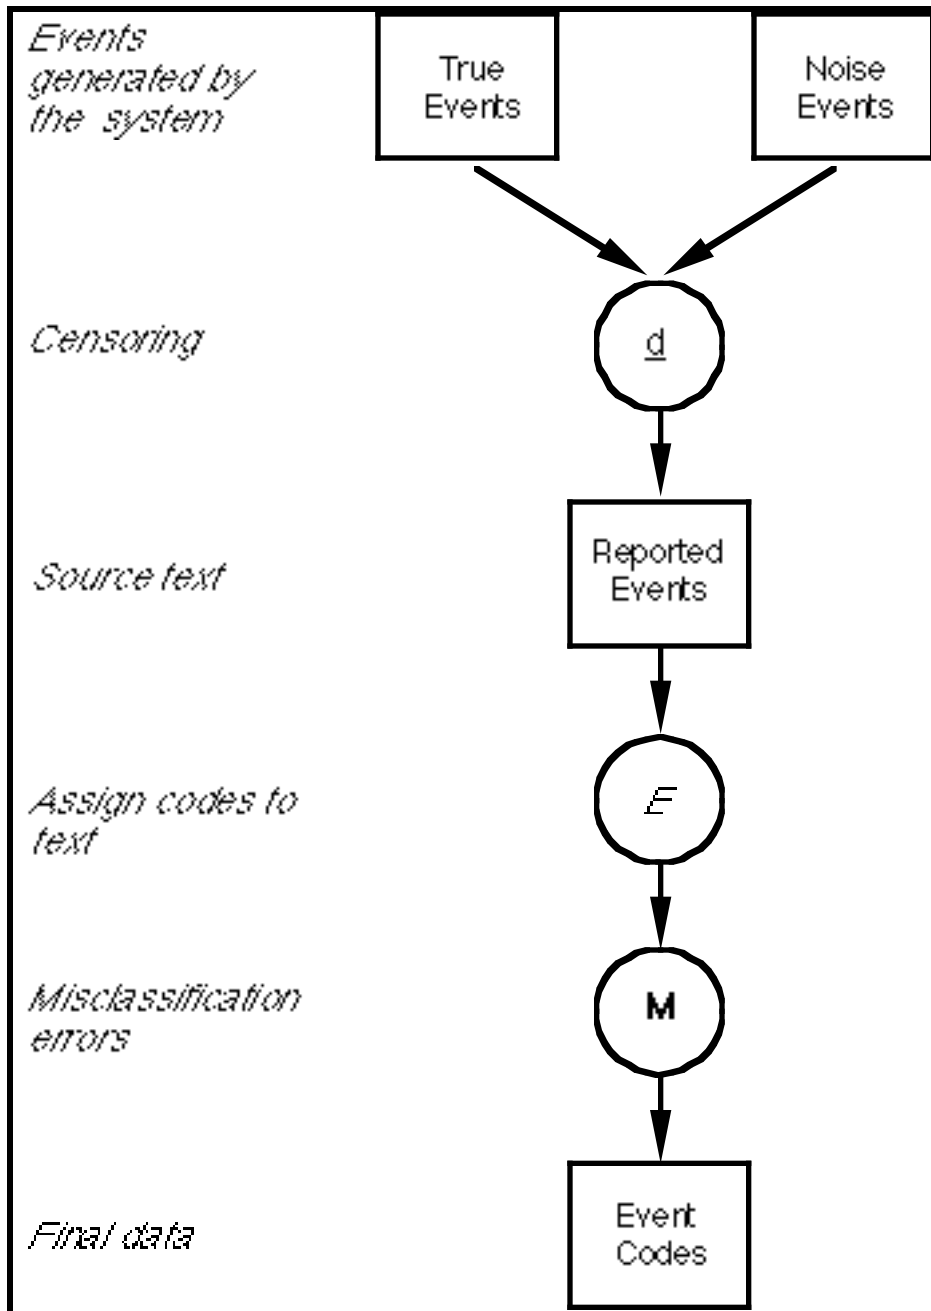 Events
generated by
the system
True
Events
Noise
Events
Censoring
d
Source text
Reported
Events
Assign codes to
text
F
Misclassification
errors
M
Final data
Event
Codes